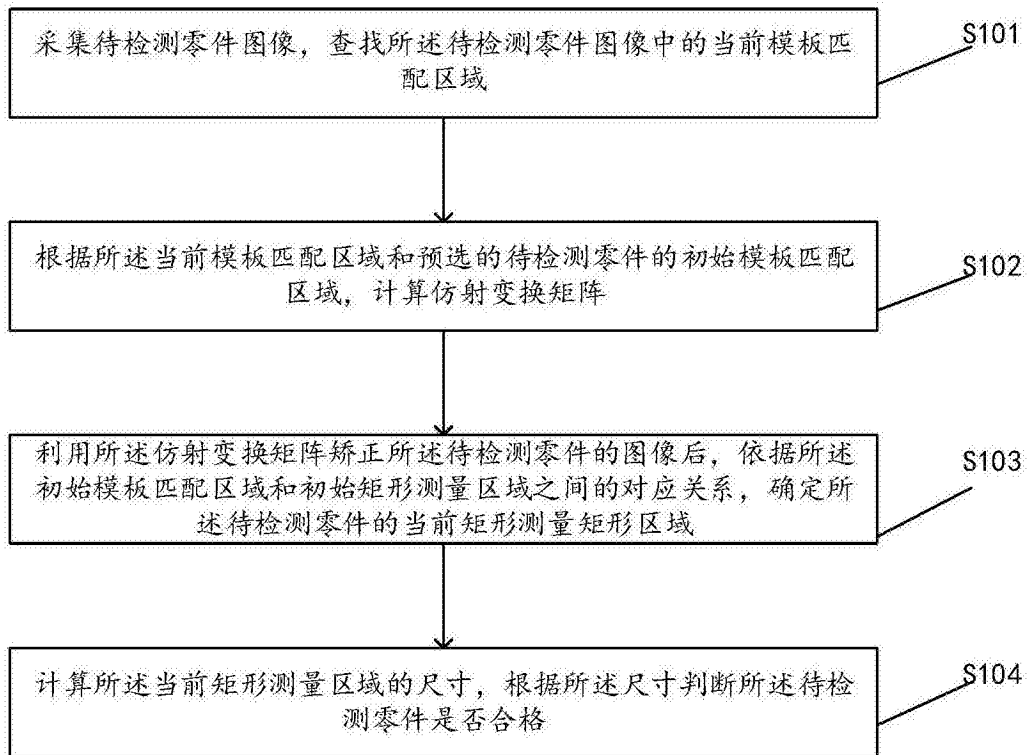 采集待检测零件图像，查找所述待检测零件图像中的当前模板匹
配区域
S101
根据所述当前模板匹配区域和预选的待检测零件的初始模板匹配
区域，计算仿射变换矩阵
S102
利用所述仿射变换矩阵矫正所述待检测零件的图像后，依据所述
初始模板匹配区域和初始矩形测量区域之间的对应关系，确定所
述待检测零件的当前矩形测量矩形区域
S103
计算所述当前矩形测量区域的尺寸，根据所述尺寸判断所述待检
测零件是否合格
S104